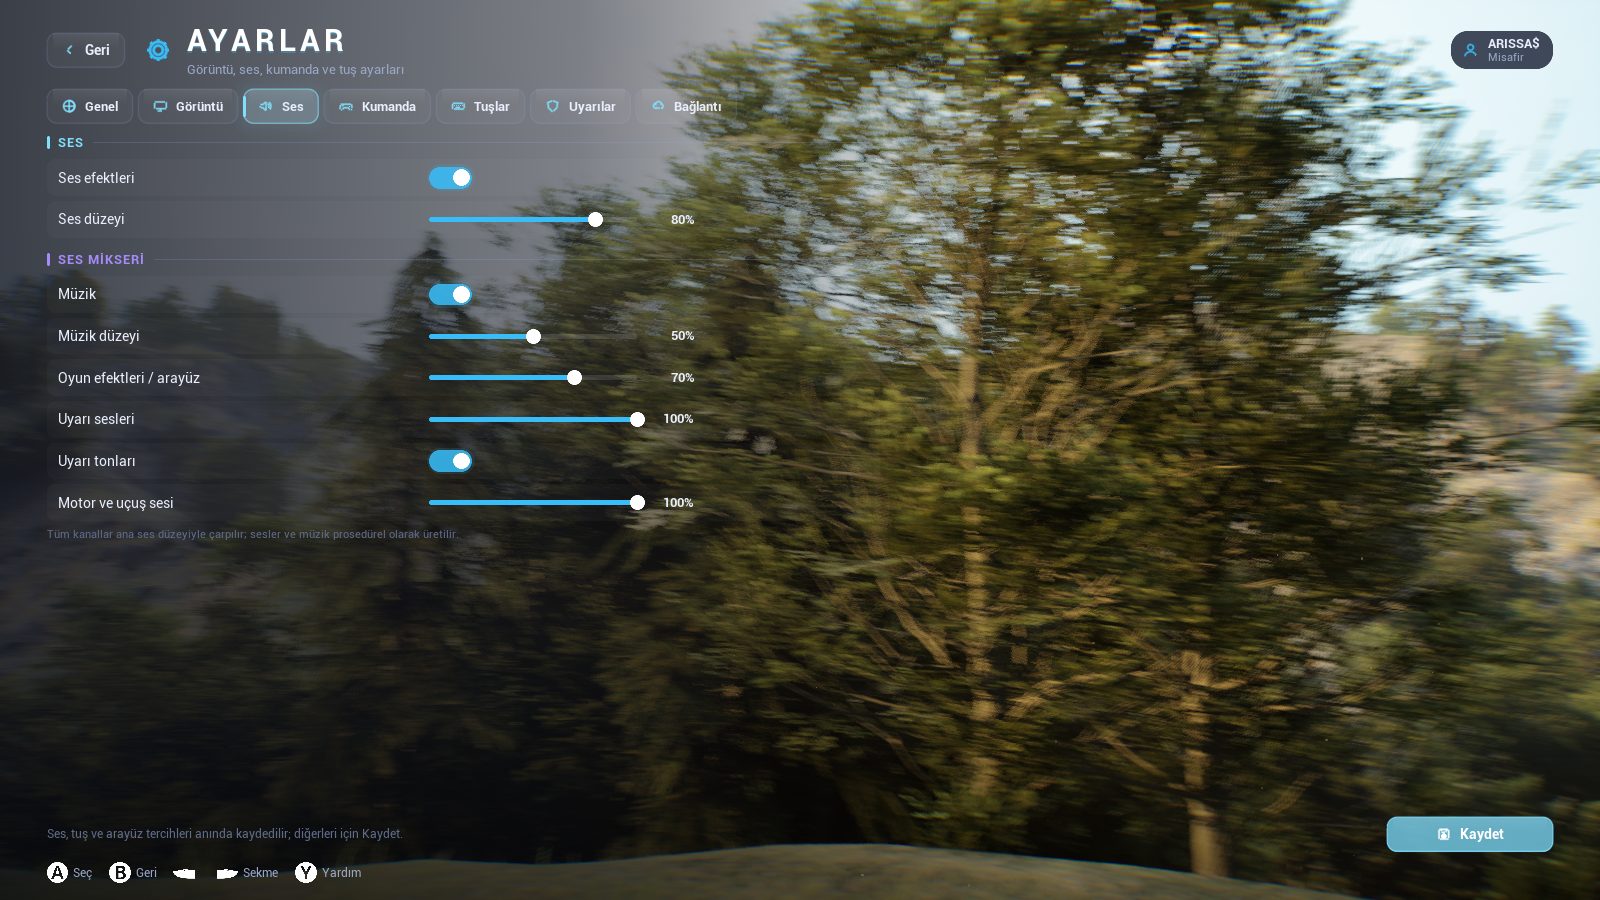 Geri
AYARLAR
Görüntü, ses, kumanda ve tuş ayarları
ARISSA$
Misafir
Genel
Görüntü
Ses
Kumanda
Tuşlar
Uyarılar
Bağlantı
SES
Ses efektleri
Ses düzeyi 80%
SES MİKSERİ
Müzik
Müzik düzeyi 50%
Oyun efektleri / arayüz 70%
Uyarı sesleri 100%
Uyarı tonları
Motor ve uçuş sesi 100%
Tüm kanallar ana ses düzeyiyle çarpılır; sesler ve müzik prosedürel olarak üretilir.
Ses, tuş ve arayüz tercihleri anında kaydedilir; diğerleri için Kaydet.
Kaydet
A Seç B Geri Sekme Y Yardım